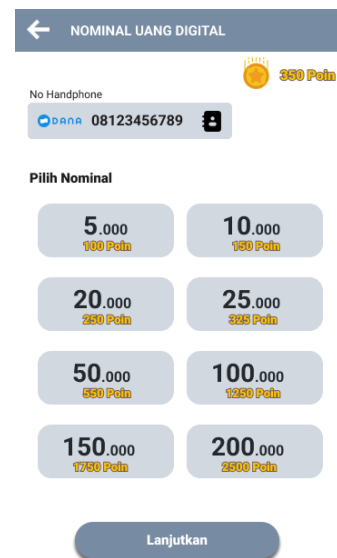 NOMINAL UANG DIGITAL
350 Poin
No Handphone
DANA 08123456789
Pilih Nominal
5.000 10.000
100 Poin 150 Poin
20.000 25.000
250 Poin 325 Poin
50.000 100.000
550 Poin 1250 Poin
150.000 200.000
1750 Poin 2500 Poin
Lanjutkan